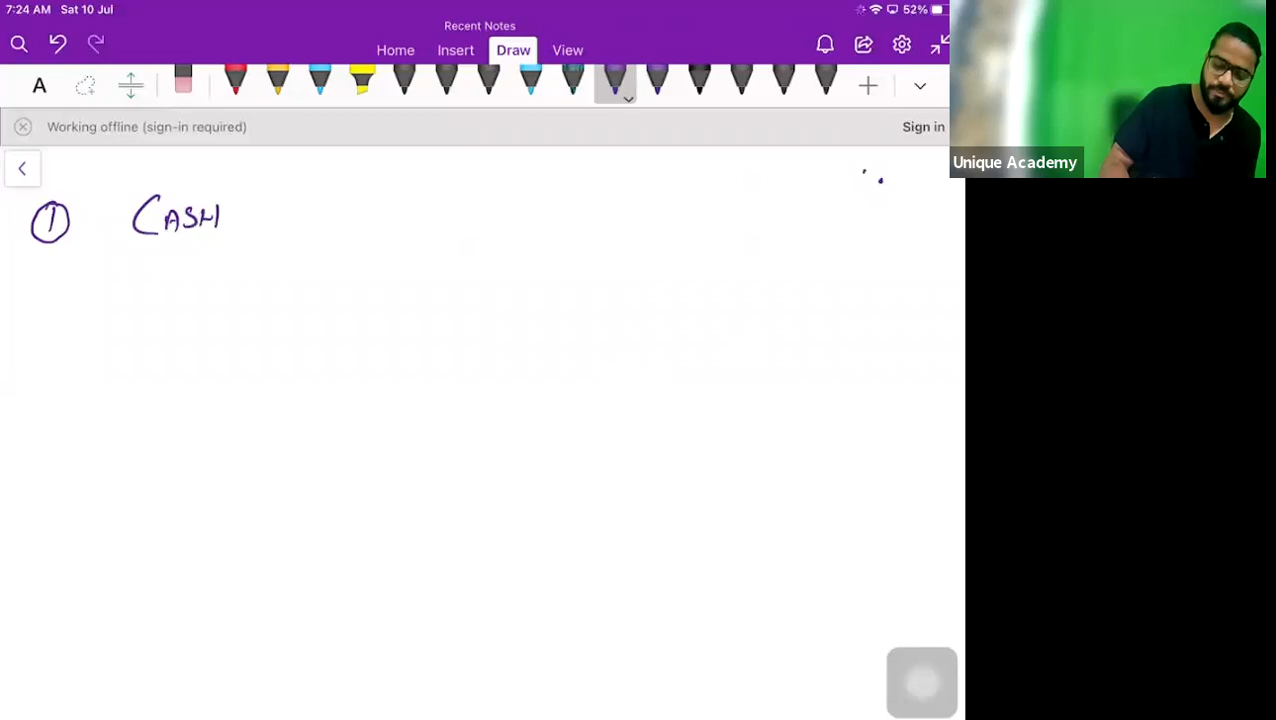 7:24 AM Sat 10 Jul
52%
Recent Notes
Home Insert Draw View
A
Working offline (sign-in required)
Sign in
Unique Academy
① CASH